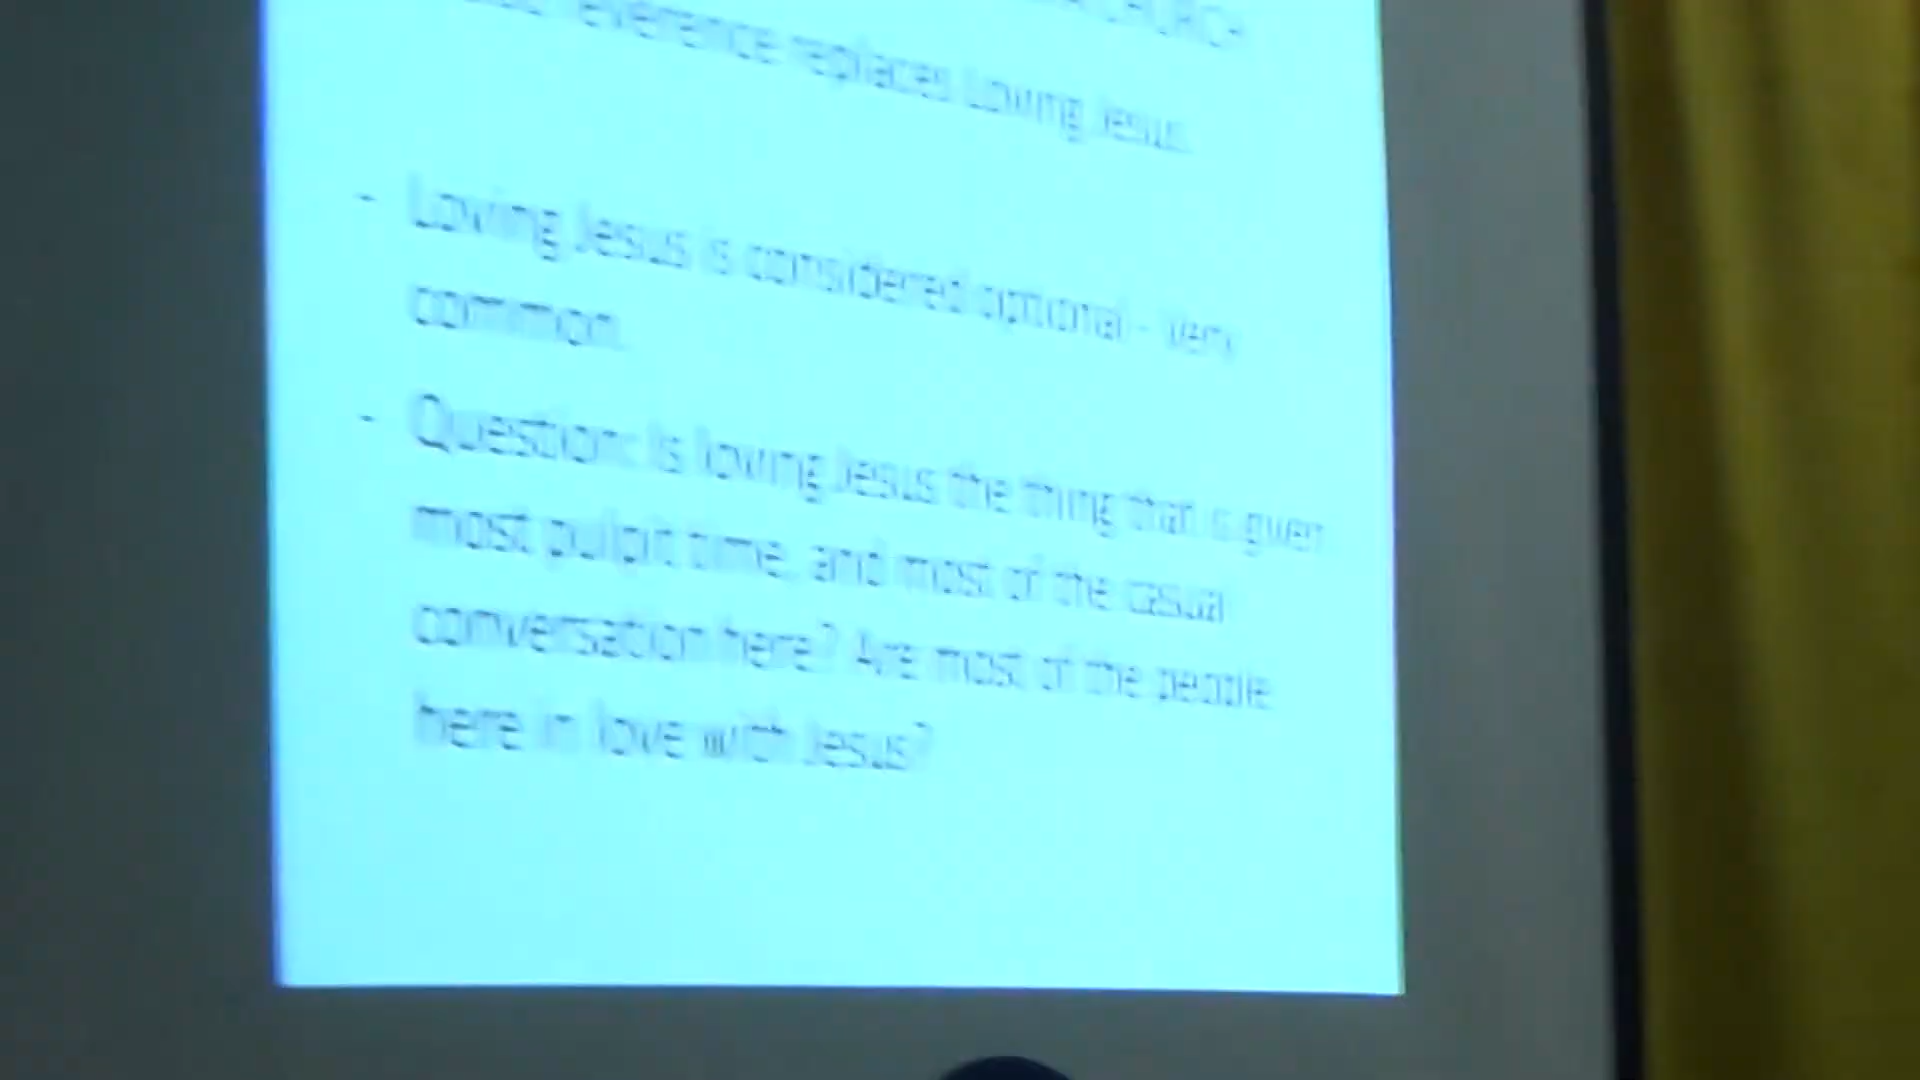 CHURCH
reverence replaces Loving Jesus.
- Loving Jesus is considered optional - very
common.
- Question: Is loving Jesus the thing that is given
most pulpit time, and most of the casual
conversation here? Are most of the people
here in love with Jesus?